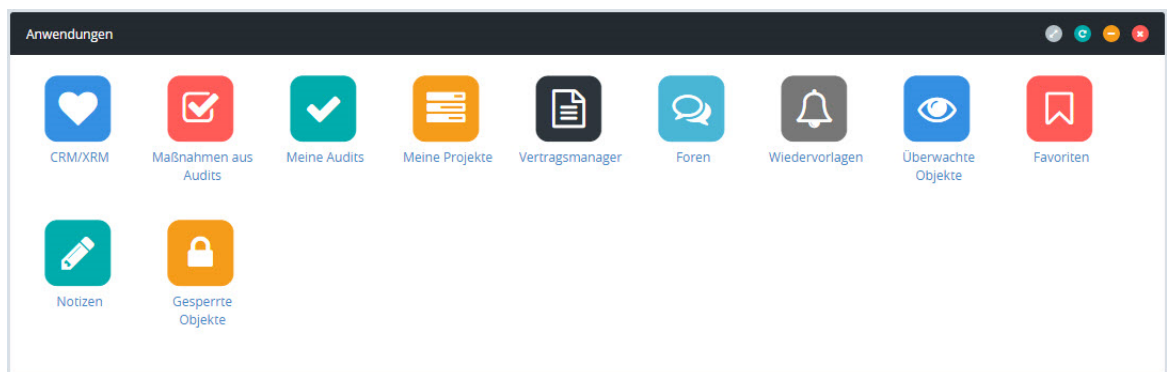 Anwendungen
CRM/XRM
Maßnahmen aus
Audits
Meine Audits
Meine Projekte
Vertragsmanager
Foren
Wiedervorlagen
Überwachte
Objekte
Favoriten
Notizen
Gesperrte
Objekte